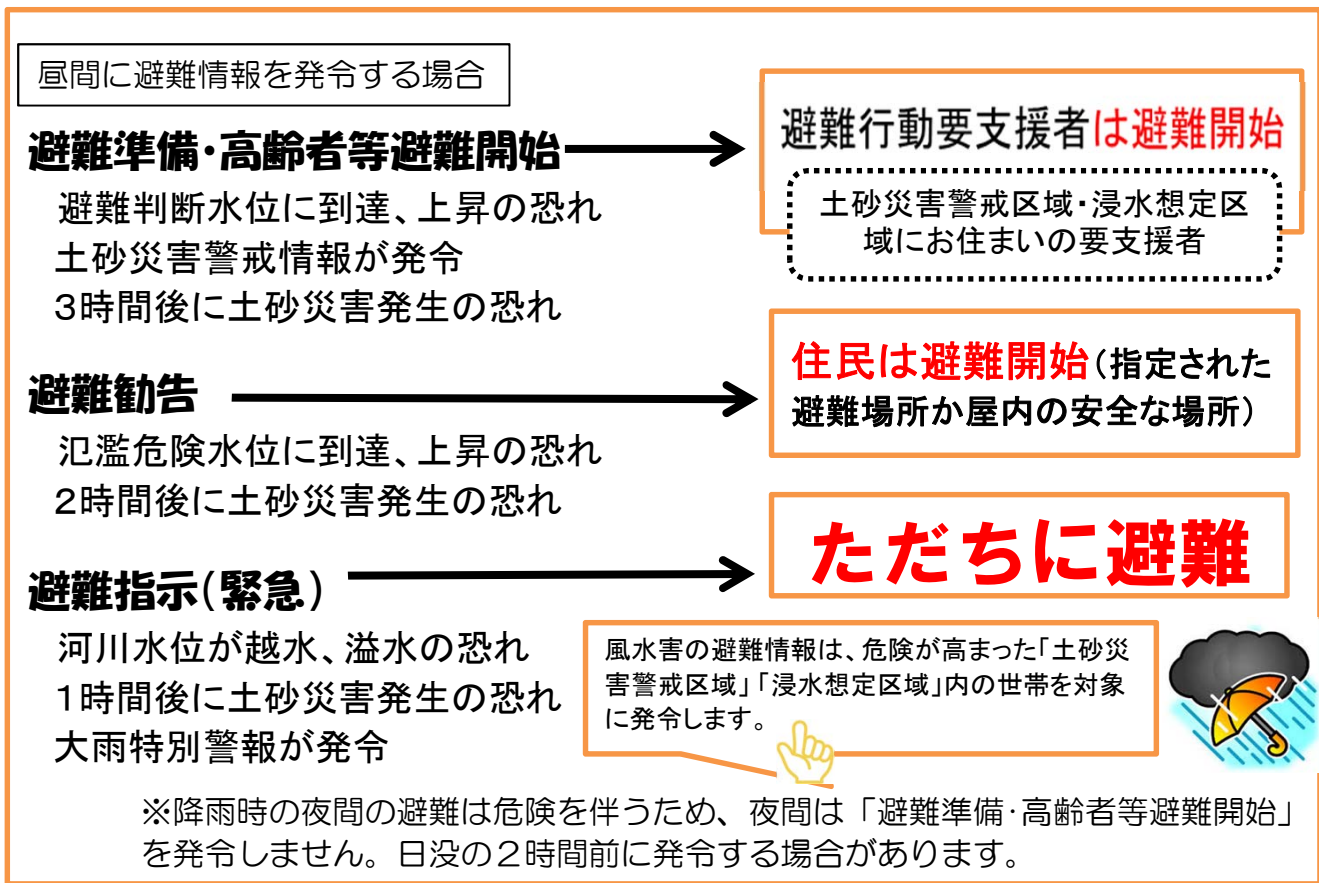 昼間に避難情報を発令する場合
避難準備・高齢者等避難開始
避難判断水位に到達、上昇の恐れ
土砂災害警戒情報が発令
3時間後に土砂災害発生の恐れ
避難行動要支援者は避難開始
土砂災害警戒区域・浸水想定区
域にお住まいの要支援者
避難勧告
氾濫危険水位に到達、上昇の恐れ
2時間後に土砂災害発生の恐れ
住民は避難開始(指定された
避難場所か屋内の安全な場所)
避難指示(緊急)
河川水位が越水、溢水の恐れ
1時間後に土砂災害発生の恐れ
大雨特別警報が発令
ただちに避難
風水害の避難情報は、危険が高まった「土砂災
害警戒区域」「浸水想定区域」内の世帯を対象
に発令します。
※降雨時の夜間の避難は危険を伴うため、夜間は「避難準備・高齢者等避難開始」
を発令しません。日没の2時間前に発令する場合があります。